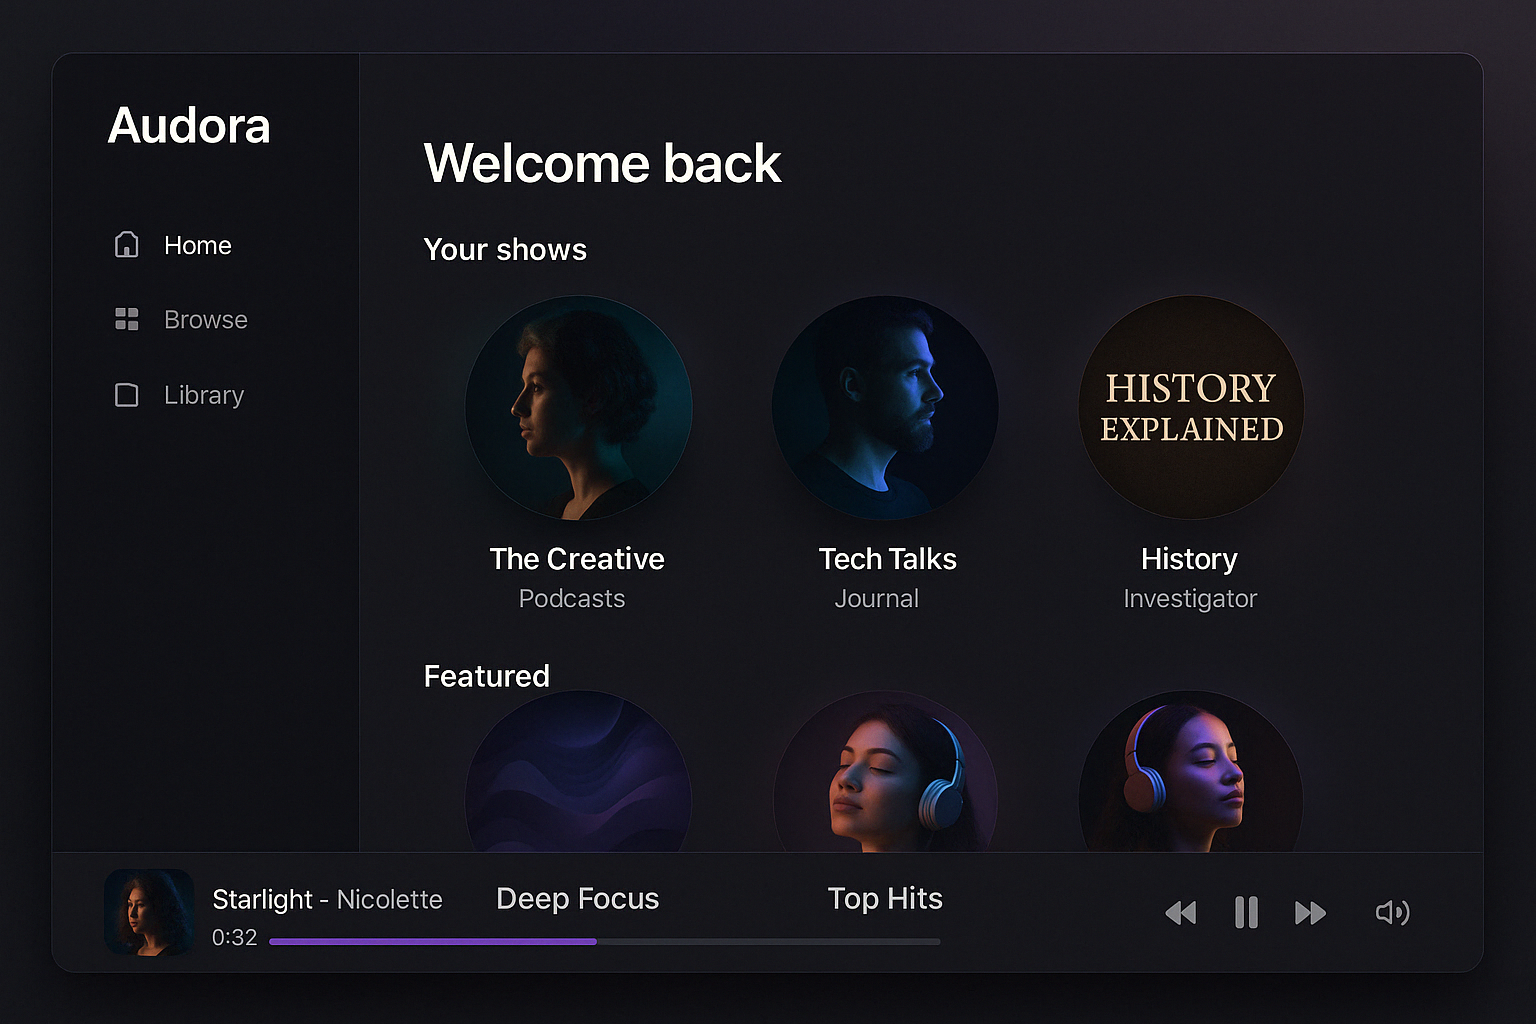 Audora
Home
Browse
Library
Welcome back
Your shows
HISTORY
EXPLAINED
The Creative
Podcasts
Tech Talks
Journal
History
Investigator
Featured
Starlight - Nicolette
0:32
Deep Focus
Top Hits